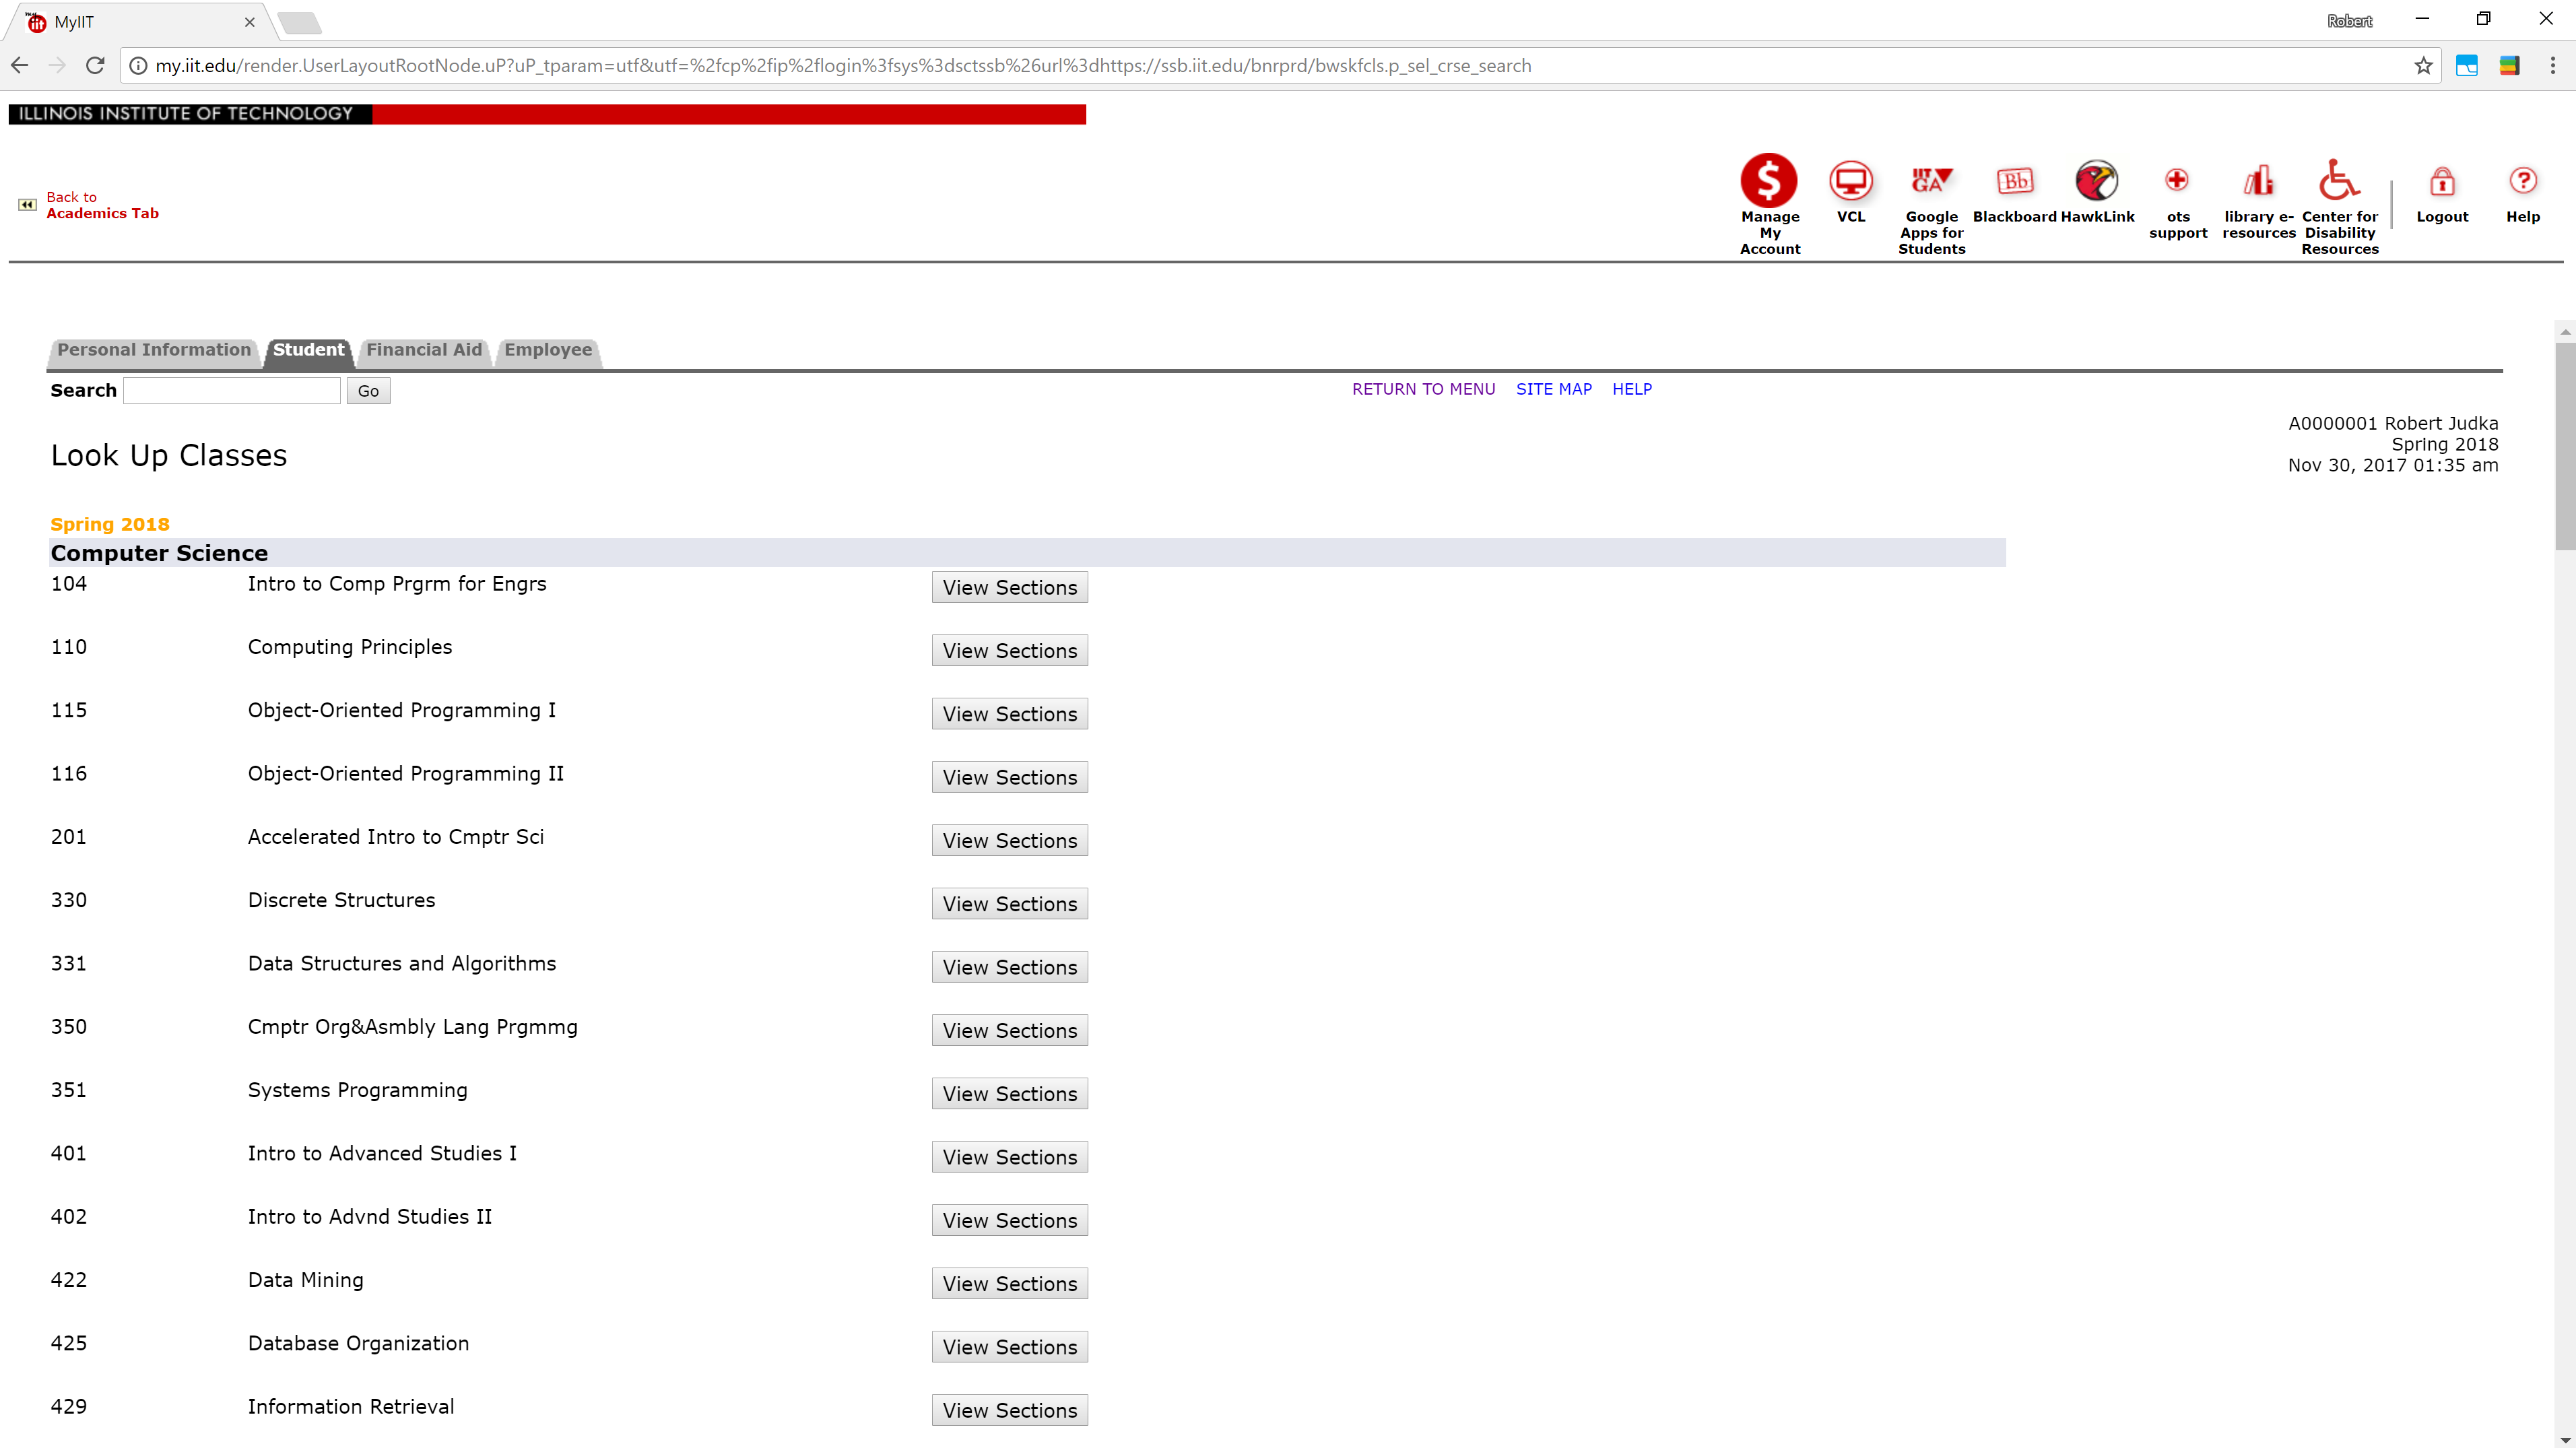 MyIIT
Robert
my.iit.edu/render.UserLayoutRootNode.uP?uP_tparam=utf&utf=%2fcp%2fip%2flogin%3fsys%3dsctssb%26url%3dhttps://ssb.iit.edu/bnrprd/bwskfcls.p_sel_crse_search
ILLINOIS INSTITUTE OF TECHNOLOGY
Back to
Academics Tab
Manage My Account
VCL
Google Apps for Students
Blackboard
HawkLink
ots support
library e-resources
Center for Disability Resources
Logout
Help
Personal Information Student Financial Aid Employee
Search Go
RETURN TO MENU SITE MAP HELP
A0000001 Robert Judka
Spring 2018
Nov 30, 2017 01:35 am
Look Up Classes
Spring 2018
Computer Science
104 Intro to Comp Prgrm for Engrs View Sections
110 Computing Principles View Sections
115 Object-Oriented Programming I View Sections
116 Object-Oriented Programming II View Sections
201 Accelerated Intro to Cmptr Sci View Sections
330 Discrete Structures View Sections
331 Data Structures and Algorithms View Sections
350 Cmptr Org&Asmbly Lang Prgmmg View Sections
351 Systems Programming View Sections
401 Intro to Advanced Studies I View Sections
402 Intro to Advnd Studies II View Sections
422 Data Mining View Sections
425 Database Organization View Sections
429 Information Retrieval View Sections